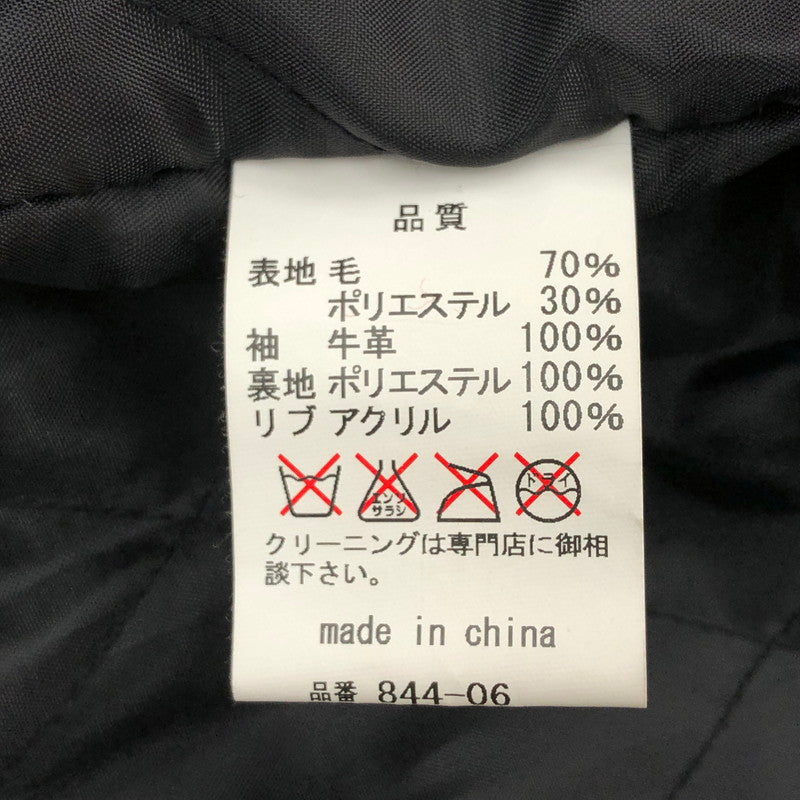 品質
表地 毛 70%
ポリエステル 30%
袖 牛革 100%
裏地 ポリエステル 100%
リブ アクリル 100%
エンソサラシ ドライ
クリーニングは専門店に御相
談下さい。
made in china
品番 844-06